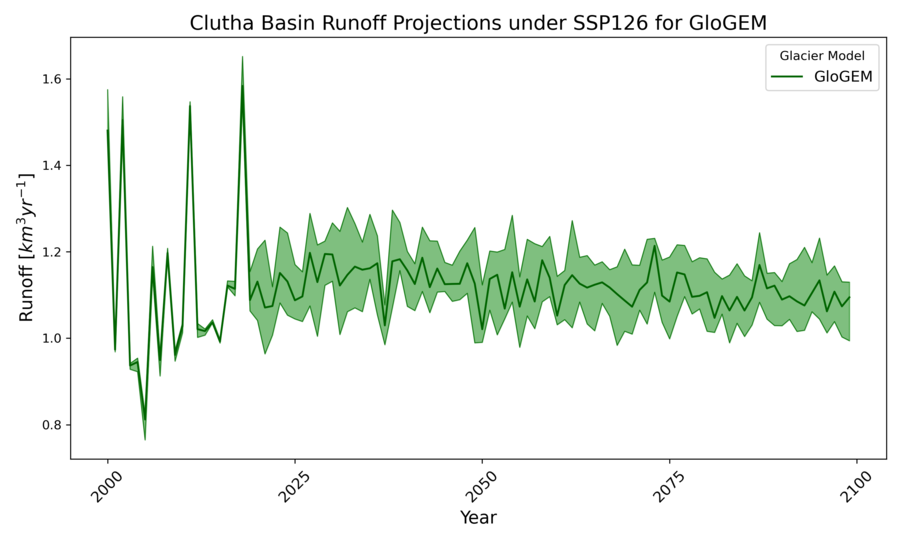 Clutha Basin Runoff Projections under SSP126 for GloGEM
Glacier Model
GloGEM
1.6
1.4
1.2
1.0
0.8
Runoff [km³yr⁻¹]
2000
2025
2050
2075
2100
Year